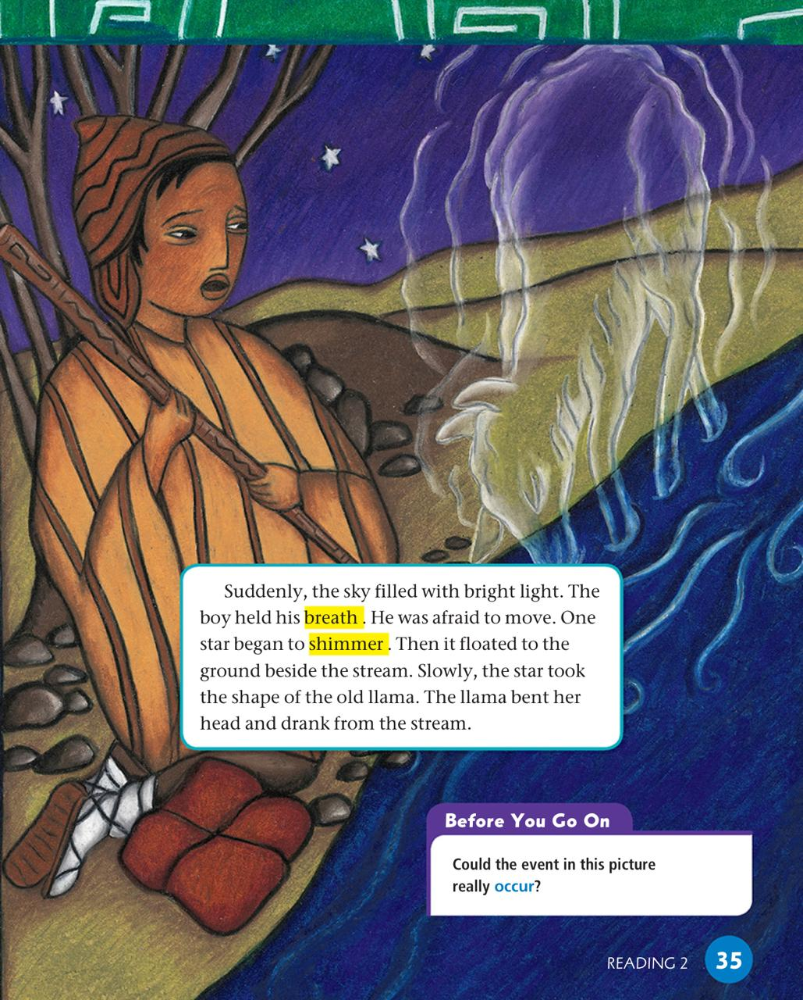 Suddenly, the sky filled with bright light. The
boy held his breath . He was afraid to move. One
star began to shimmer . Then it floated to the
ground beside the stream. Slowly, the star took
the shape of the old llama. The llama bent her
head and drank from the stream.
Before You Go On
Could the event in this picture
really occur?
READING 2 35